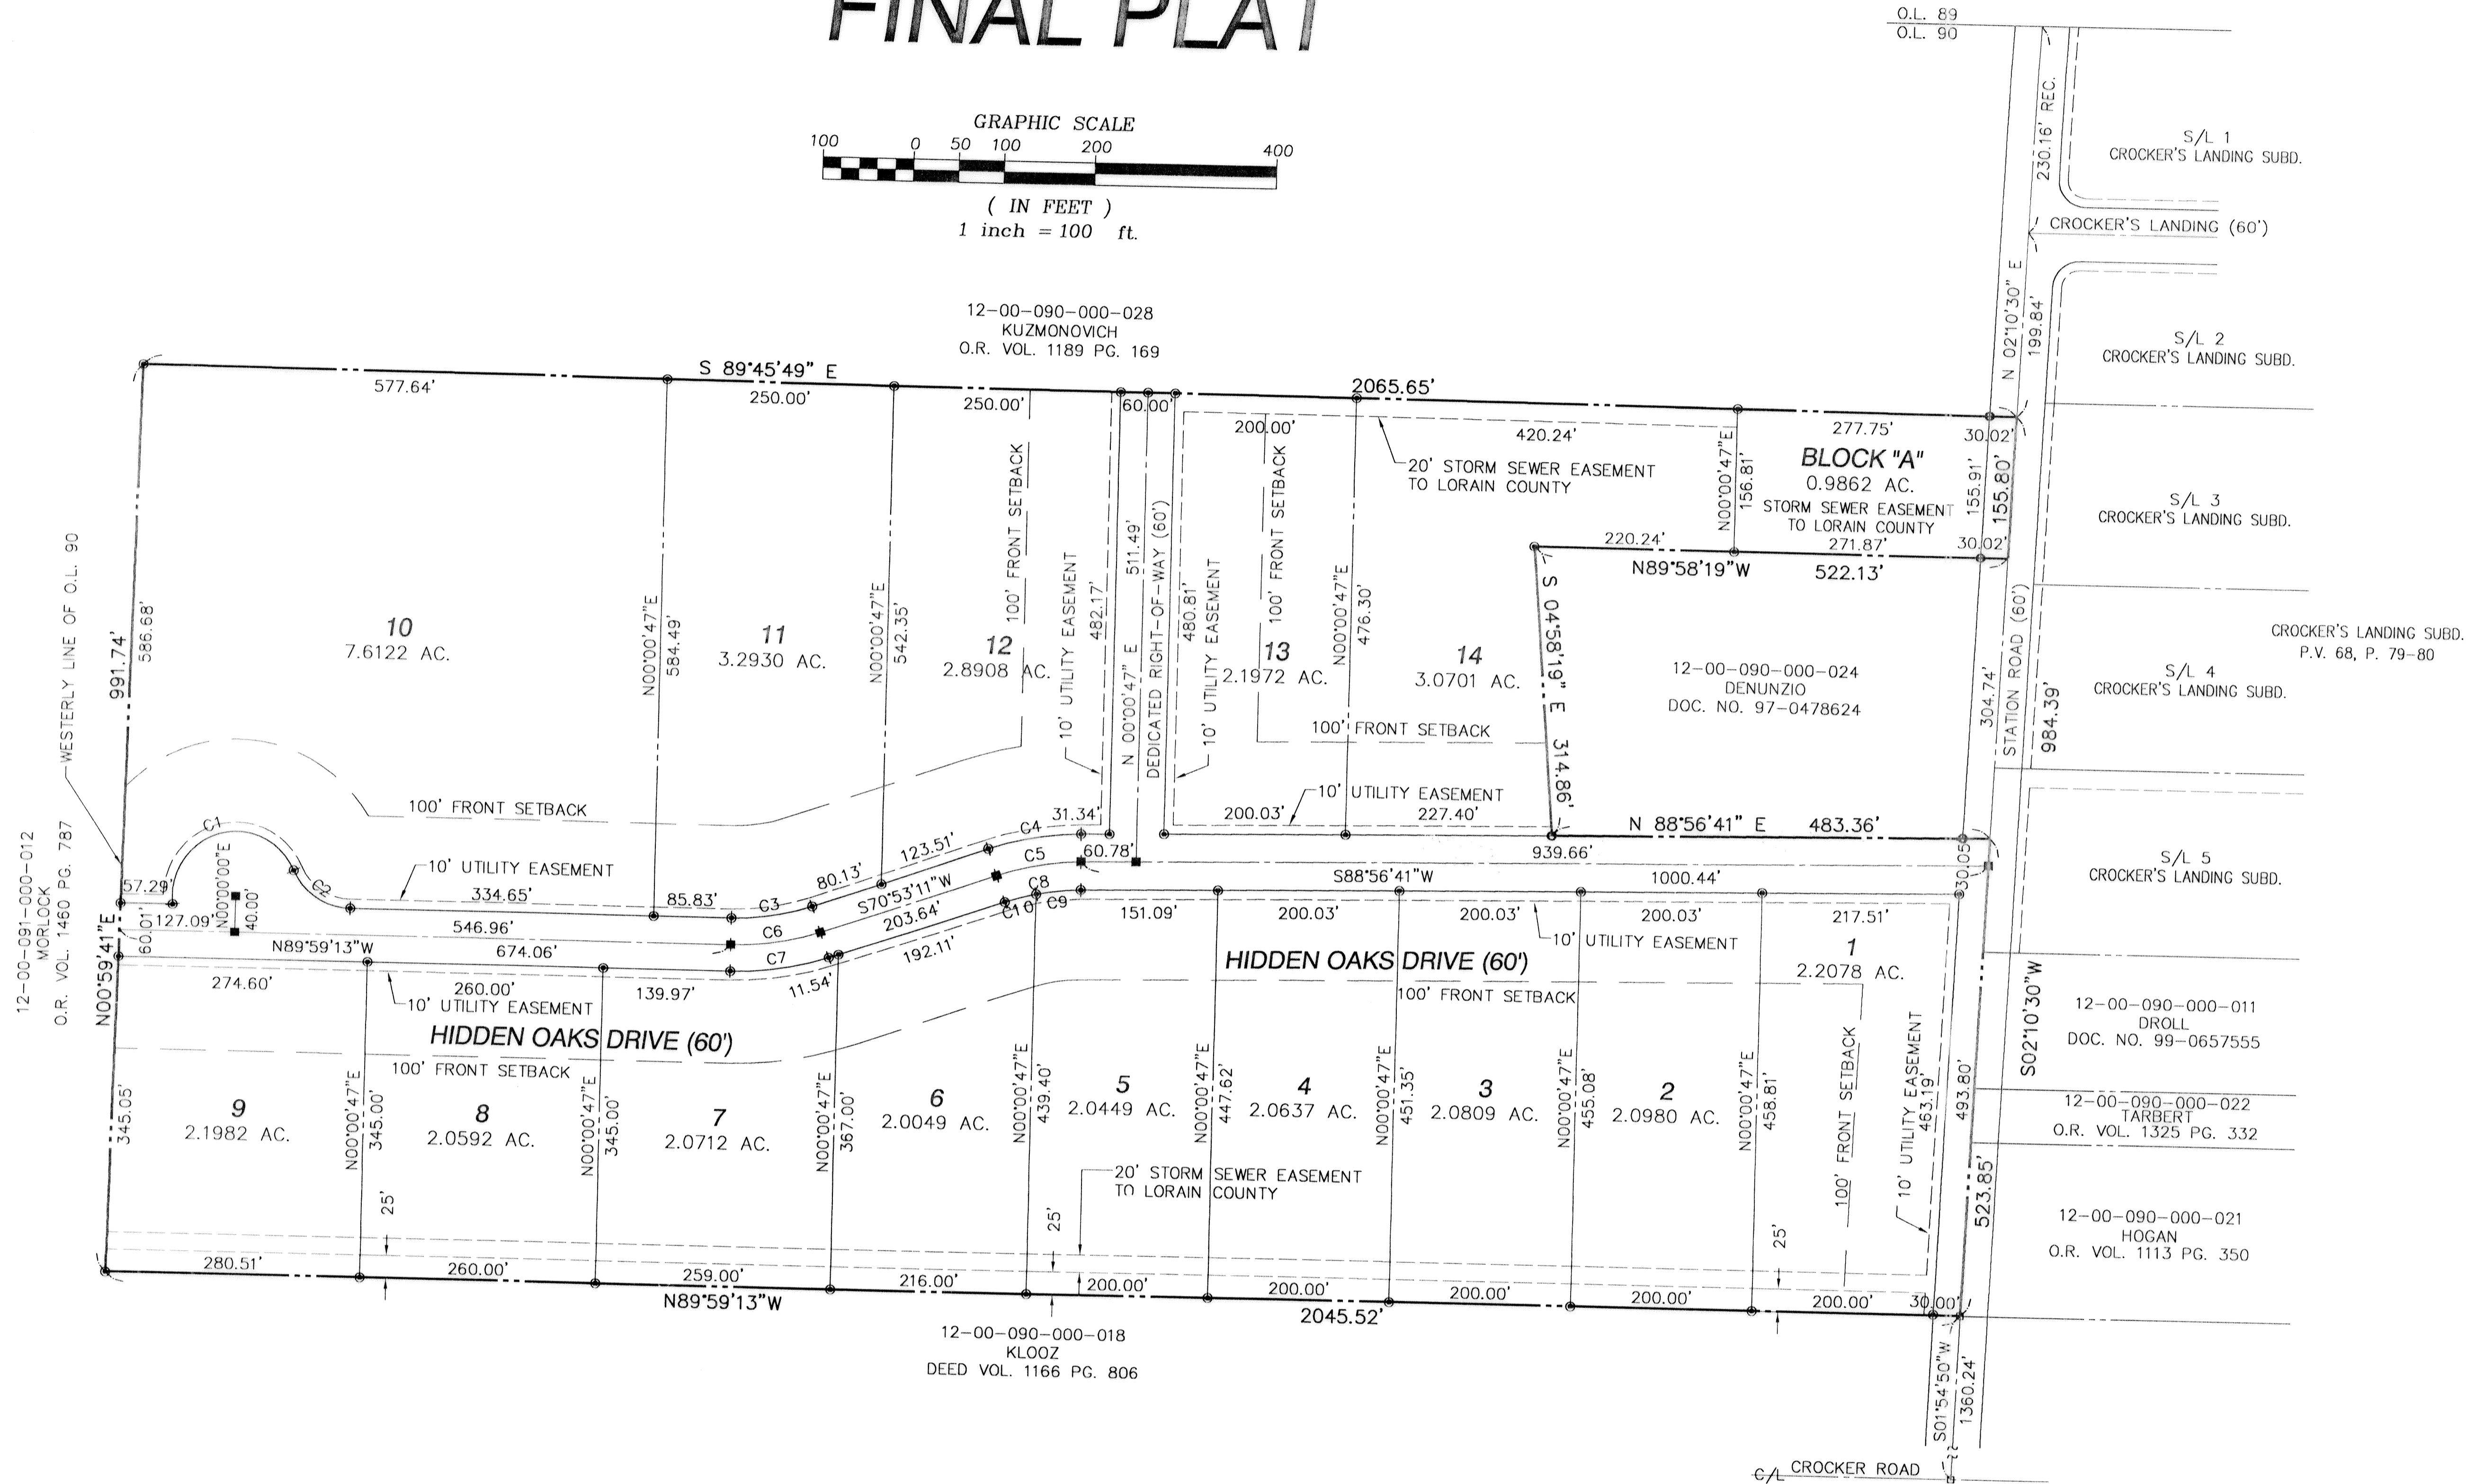 FINAL PLAT
GRAPHIC SCALE
100 0 50 100 200 400
( IN FEET )
1 inch = 100 ft.
O.L. 89
O.L. 90
230.16' REC.
S/L 1
CROCKER'S LANDING SUBD.
CROCKER'S LANDING (60')
N 02°10'30" E
199.84'
S/L 2
CROCKER'S LANDING SUBD.
12-00-090-000-028
KUZMONOVICH
O.R. VOL. 1189 PG. 169
S 89°45'49" E
2065.65'
577.64'
250.00'
250.00'
60.00'
200.00'
420.24'
277.75'
30.02'
20' STORM SEWER EASEMENT
TO LORAIN COUNTY
N00°00'47"E
156.81'
BLOCK "A"
0.9862 AC.
STORM SEWER EASEMENT
TO LORAIN COUNTY
155.91'
155.80'
S/L 3
CROCKER'S LANDING SUBD.
220.24'
271.87'
30.02'
N89°58'19"W
522.13'
WESTERLY LINE OF O.L. 90
991.74'
586.68'
10
7.6122 AC.
N00°00'47"E
584.49'
11
3.2930 AC.
N00°00'47"E
542.35'
12
2.8908 AC.
100' FRONT SETBACK
10' UTILITY EASEMENT
482.17'
N 00°00'47" E
511.49'
DEDICATED RIGHT-OF-WAY (60')
480.81'
10' UTILITY EASEMENT
100' FRONT SETBACK
13
2.1972 AC.
N00°00'47"E
476.30'
14
3.0701 AC.
100' FRONT SETBACK
S 04°58'19" E
314.86'
12-00-090-000-024
DENUNZIO
DOC. NO. 97-0478624
304.74'
STATION ROAD (60')
984.39'
S/L 4
CROCKER'S LANDING SUBD.
CROCKER'S LANDING SUBD.
P.V. 68, P. 79-80
100' FRONT SETBACK
10' UTILITY EASEMENT
200.03'
227.40'
N 88°56'41" E
483.36'
12-00-091-000-012
MORLOCK
O.R. VOL. 1460 PG. 787
C1
C2
10' UTILITY EASEMENT
57.29'
N00°00'00"E
40.00'
334.65'
85.83'
C3
80.13'
123.51'
C4
31.34'
C5
60.78'
939.66'
30.05'
S/L 5
CROCKER'S LANDING SUBD.
N00°59'41"E
60.01'
127.09'
546.96'
C6
S70°53'11"W
203.64'
C8
C9
C10
S88°56'41"W
1000.44'
N89°59'13"W
674.06'
C7
11.54'
192.11'
151.09'
200.03'
200.03'
200.03'
217.51'
274.60'
260.00'
139.97'
10' UTILITY EASEMENT
10' UTILITY EASEMENT
HIDDEN OAKS DRIVE (60')
100' FRONT SETBACK
HIDDEN OAKS DRIVE (60')
100' FRONT SETBACK
345.05'
9
2.1982 AC.
N00°00'47"E
345.00'
8
2.0592 AC.
N00°00'47"E
345.00'
7
2.0712 AC.
N00°00'47"E
367.00'
6
2.0049 AC.
N00°00'47"E
439.40'
5
2.0449 AC.
N00°00'47"E
447.62'
4
2.0637 AC.
N00°00'47"E
451.35'
3
2.0809 AC.
N00°00'47"E
455.08'
2
2.0980 AC.
N00°00'47"E
458.81'
1
2.2078 AC.
100' FRONT SETBACK
10' UTILITY EASEMENT
463.19'
493.80'
523.85'
S02°10'30"W
12-00-090-000-011
DROLL
DOC. NO. 99-0657555
12-00-090-000-022
TARBERT
O.R. VOL. 1325 PG. 332
12-00-090-000-021
HOGAN
O.R. VOL. 1113 PG. 350
20' STORM SEWER EASEMENT
TO LORAIN COUNTY
25'
25'
25'
280.51'
260.00'
259.00'
216.00'
200.00'
200.00'
200.00'
200.00'
200.00'
30.00'
N89°59'13"W
2045.52'
12-00-090-000-018
KLOOZ
DEED VOL. 1166 PG. 806
S01°54'50"W
1360.24'
C/L CROCKER ROAD